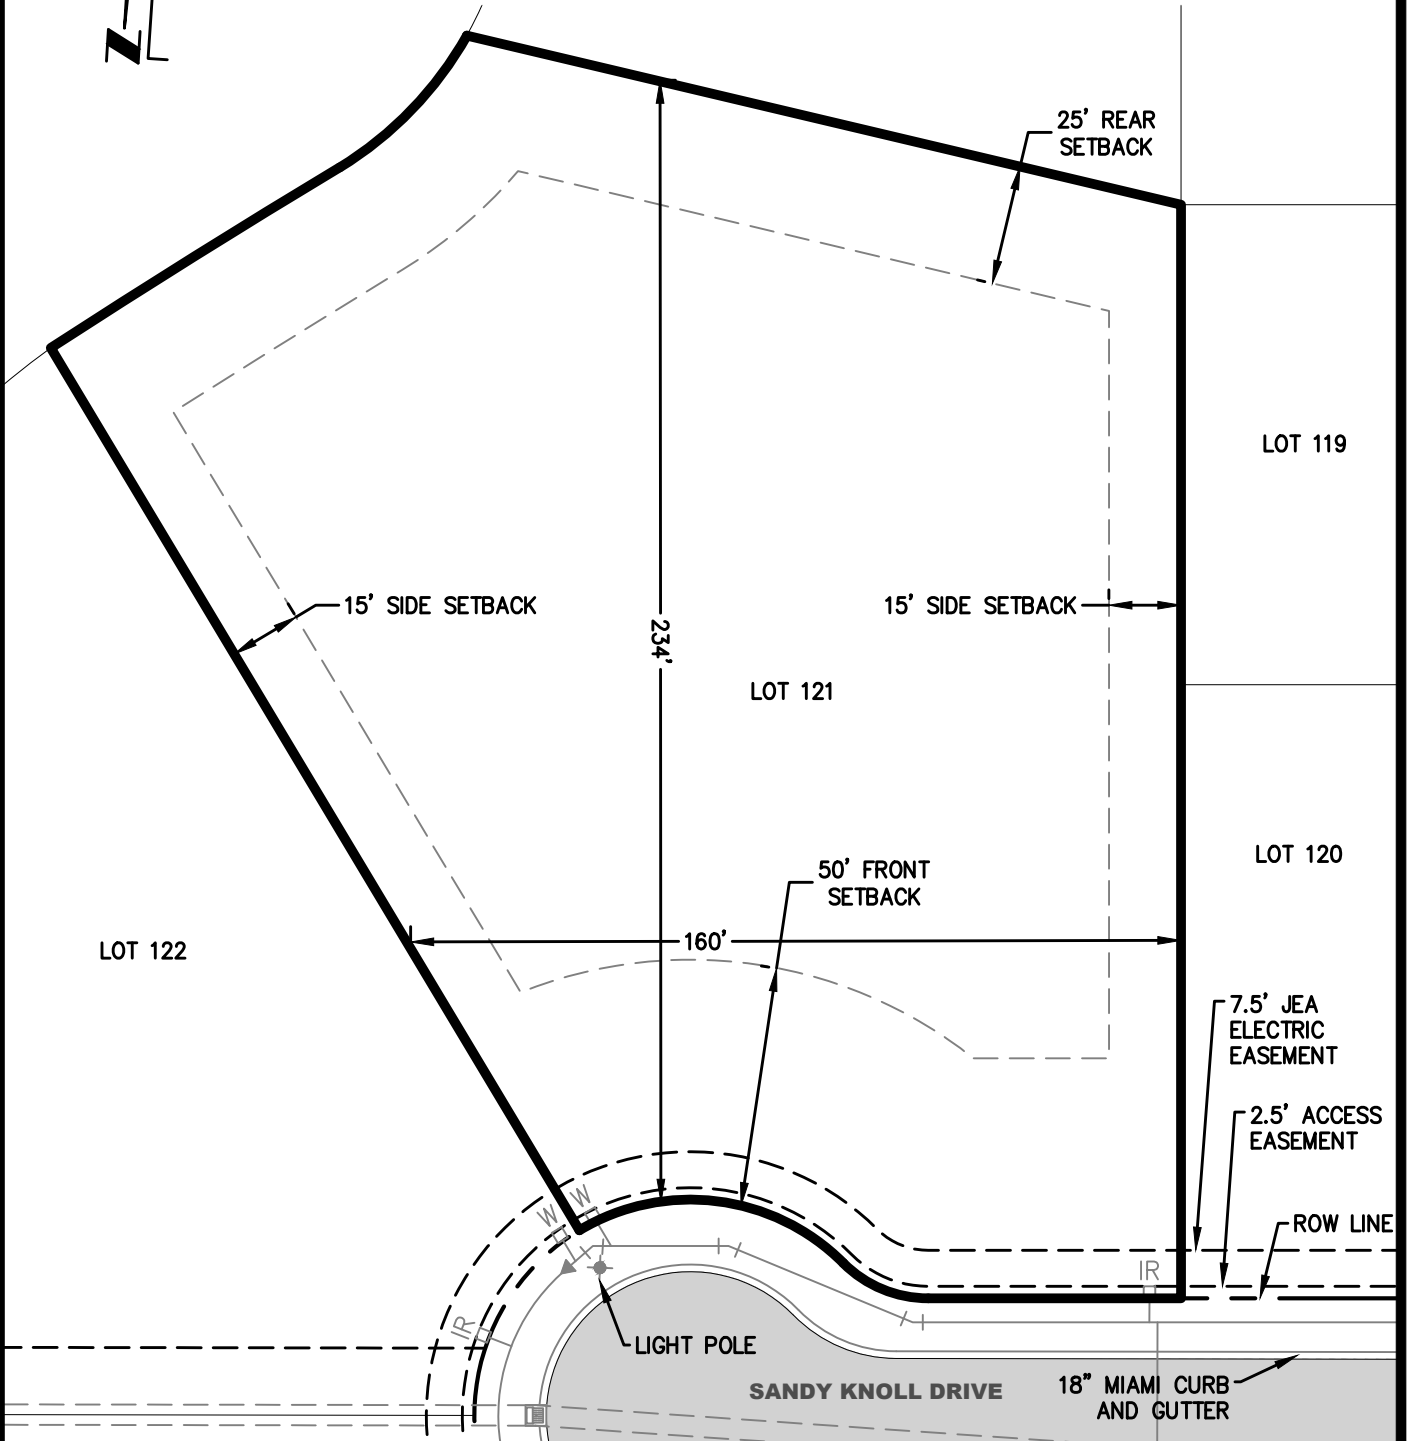 Z
25' REAR
SETBACK
LOT 119
15' SIDE SETBACK
15' SIDE SETBACK
234'
LOT 121
50' FRONT
SETBACK
LOT 120
160'
LOT 122
7.5' JEA
ELECTRIC
EASEMENT
2.5' ACCESS
EASEMENT
W
W
ROW LINE
IR
IR
LIGHT POLE
SANDY KNOLL DRIVE
18" MIAMI CURB
AND GUTTER